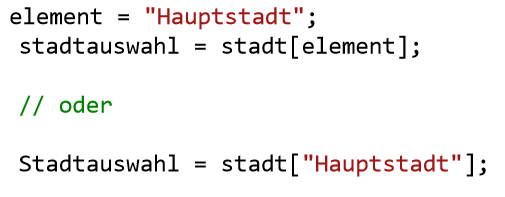 element = "Hauptstadt";
stadtauswahl = stadt[element];
// oder
Stadtauswahl = stadt["Hauptstadt"];